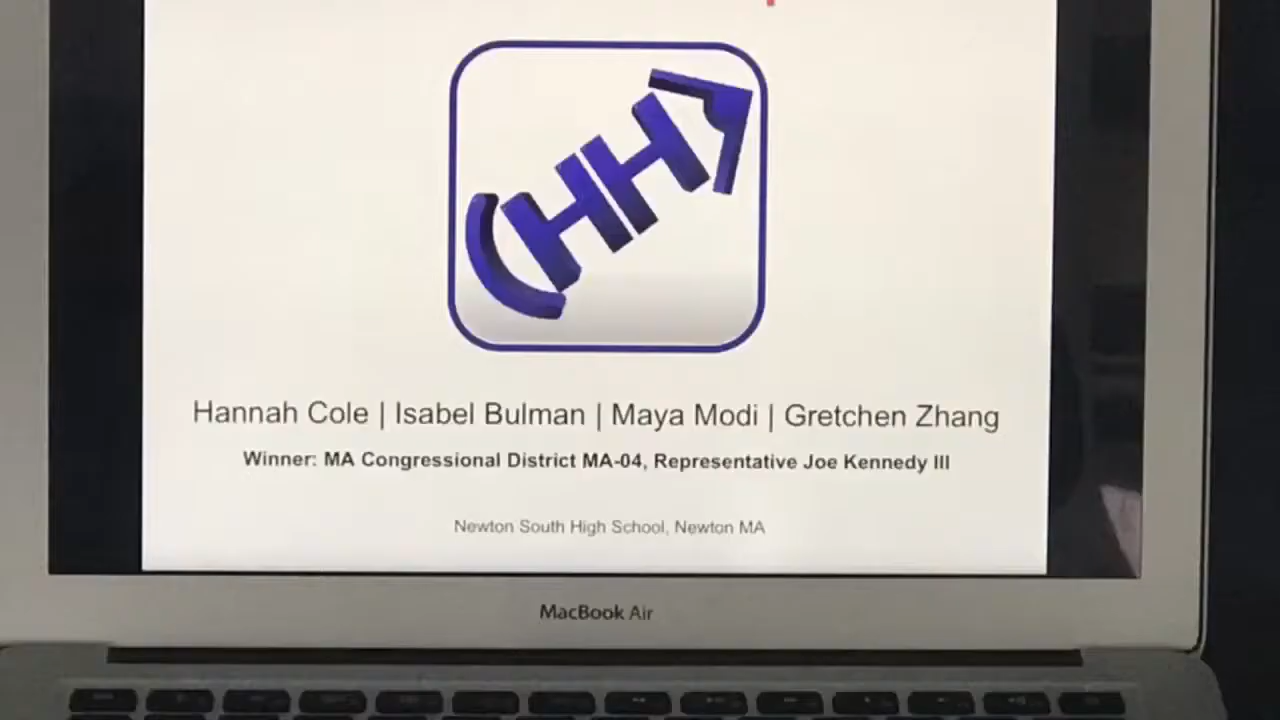 Hannah Cole | Isabel Bulman | Maya Modi | Gretchen Zhang
Winner: MA Congressional District MA-04, Representative Joe Kennedy III
Newton South High School, Newton MA
MacBook Air